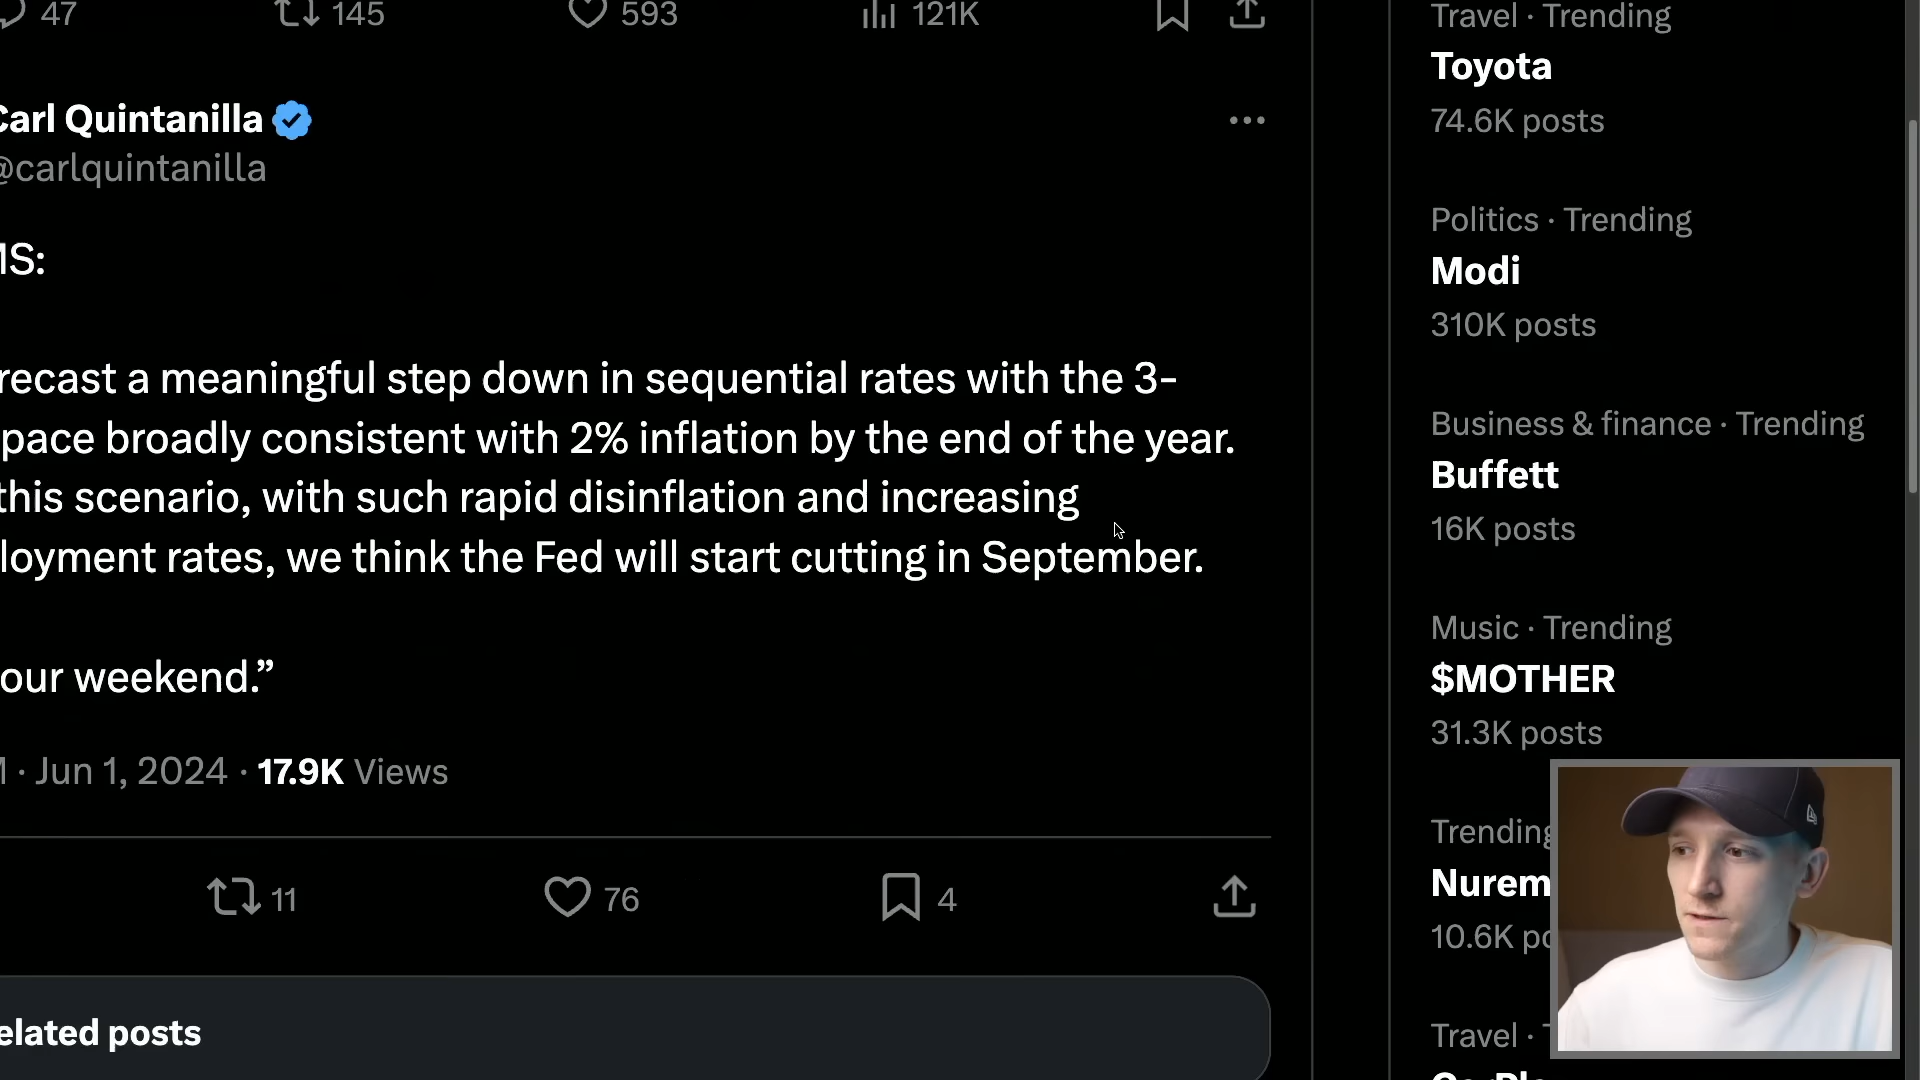 47 145 593 121K
Carl Quintanilla
@carlquintanilla
MS:
recast a meaningful step down in sequential rates with the 3-
pace broadly consistent with 2% inflation by the end of the year.
this scenario, with such rapid disinflation and increasing
loyment rates, we think the Fed will start cutting in September.
our weekend.”
M · Jun 1, 2024 · 17.9K Views
11 76 4
elated posts
Travel · Trending
Toyota
74.6K posts
Politics · Trending
Modi
310K posts
Business & finance · Trending
Buffett
16K posts
Music · Trending
$MOTHER
31.3K posts
Trending
Nurem
10.6K po
Travel ·